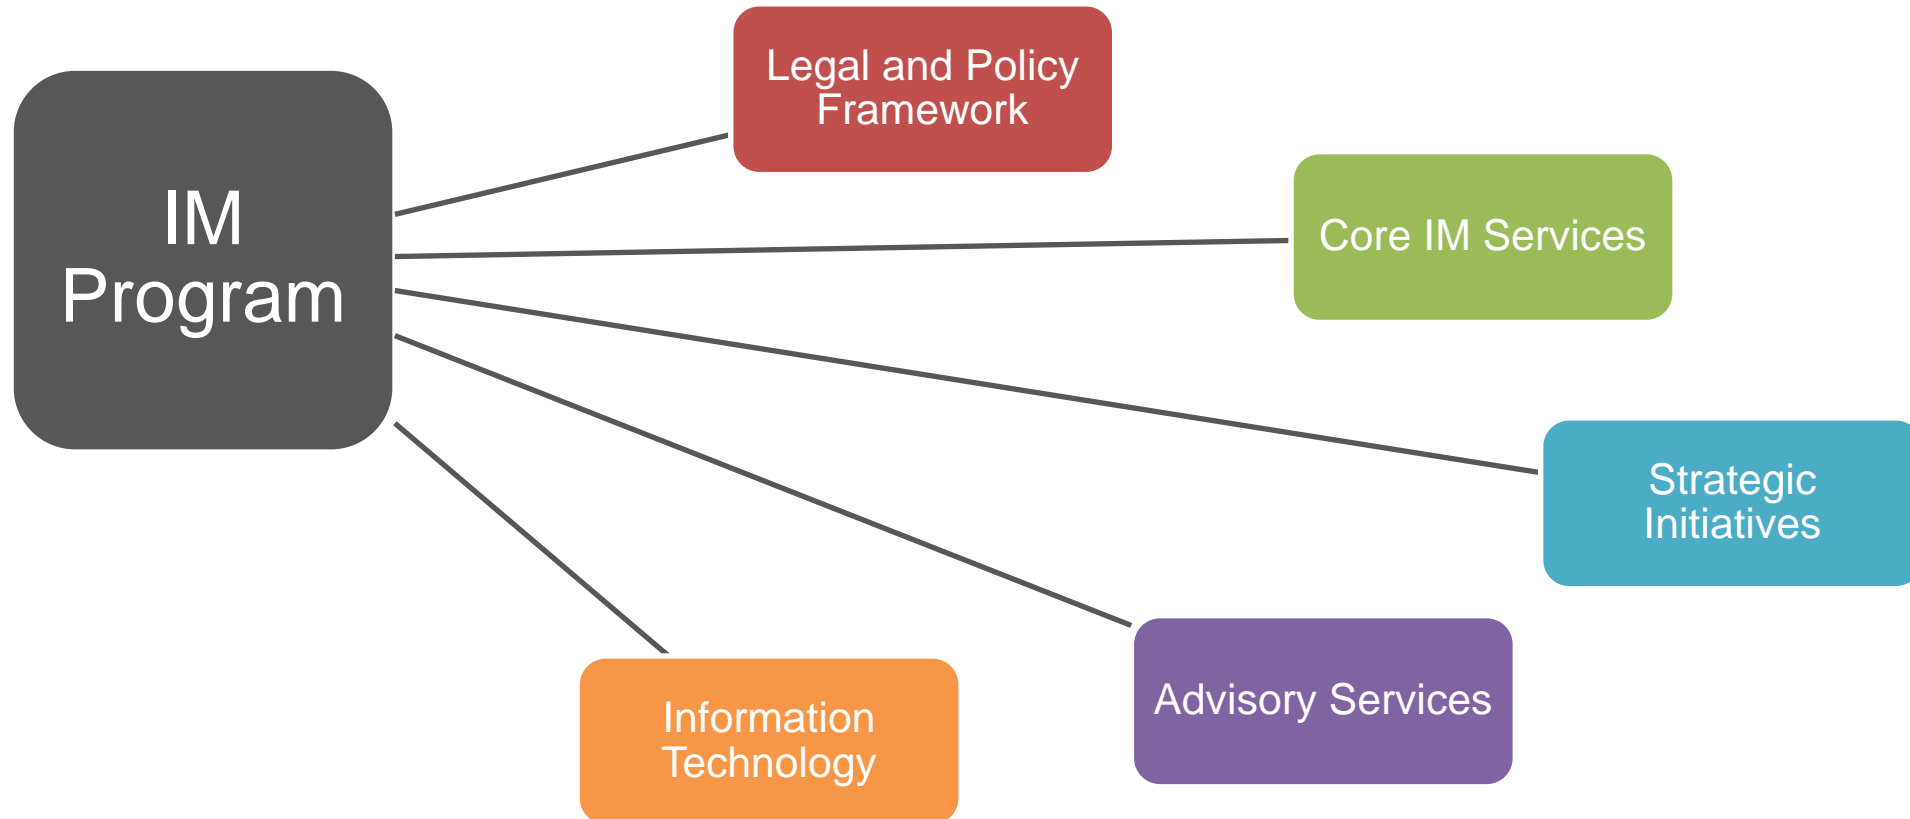 IM
Program
Legal and Policy
Framework
Core IM Services
Strategic
Initiatives
Advisory Services
Information
Technology